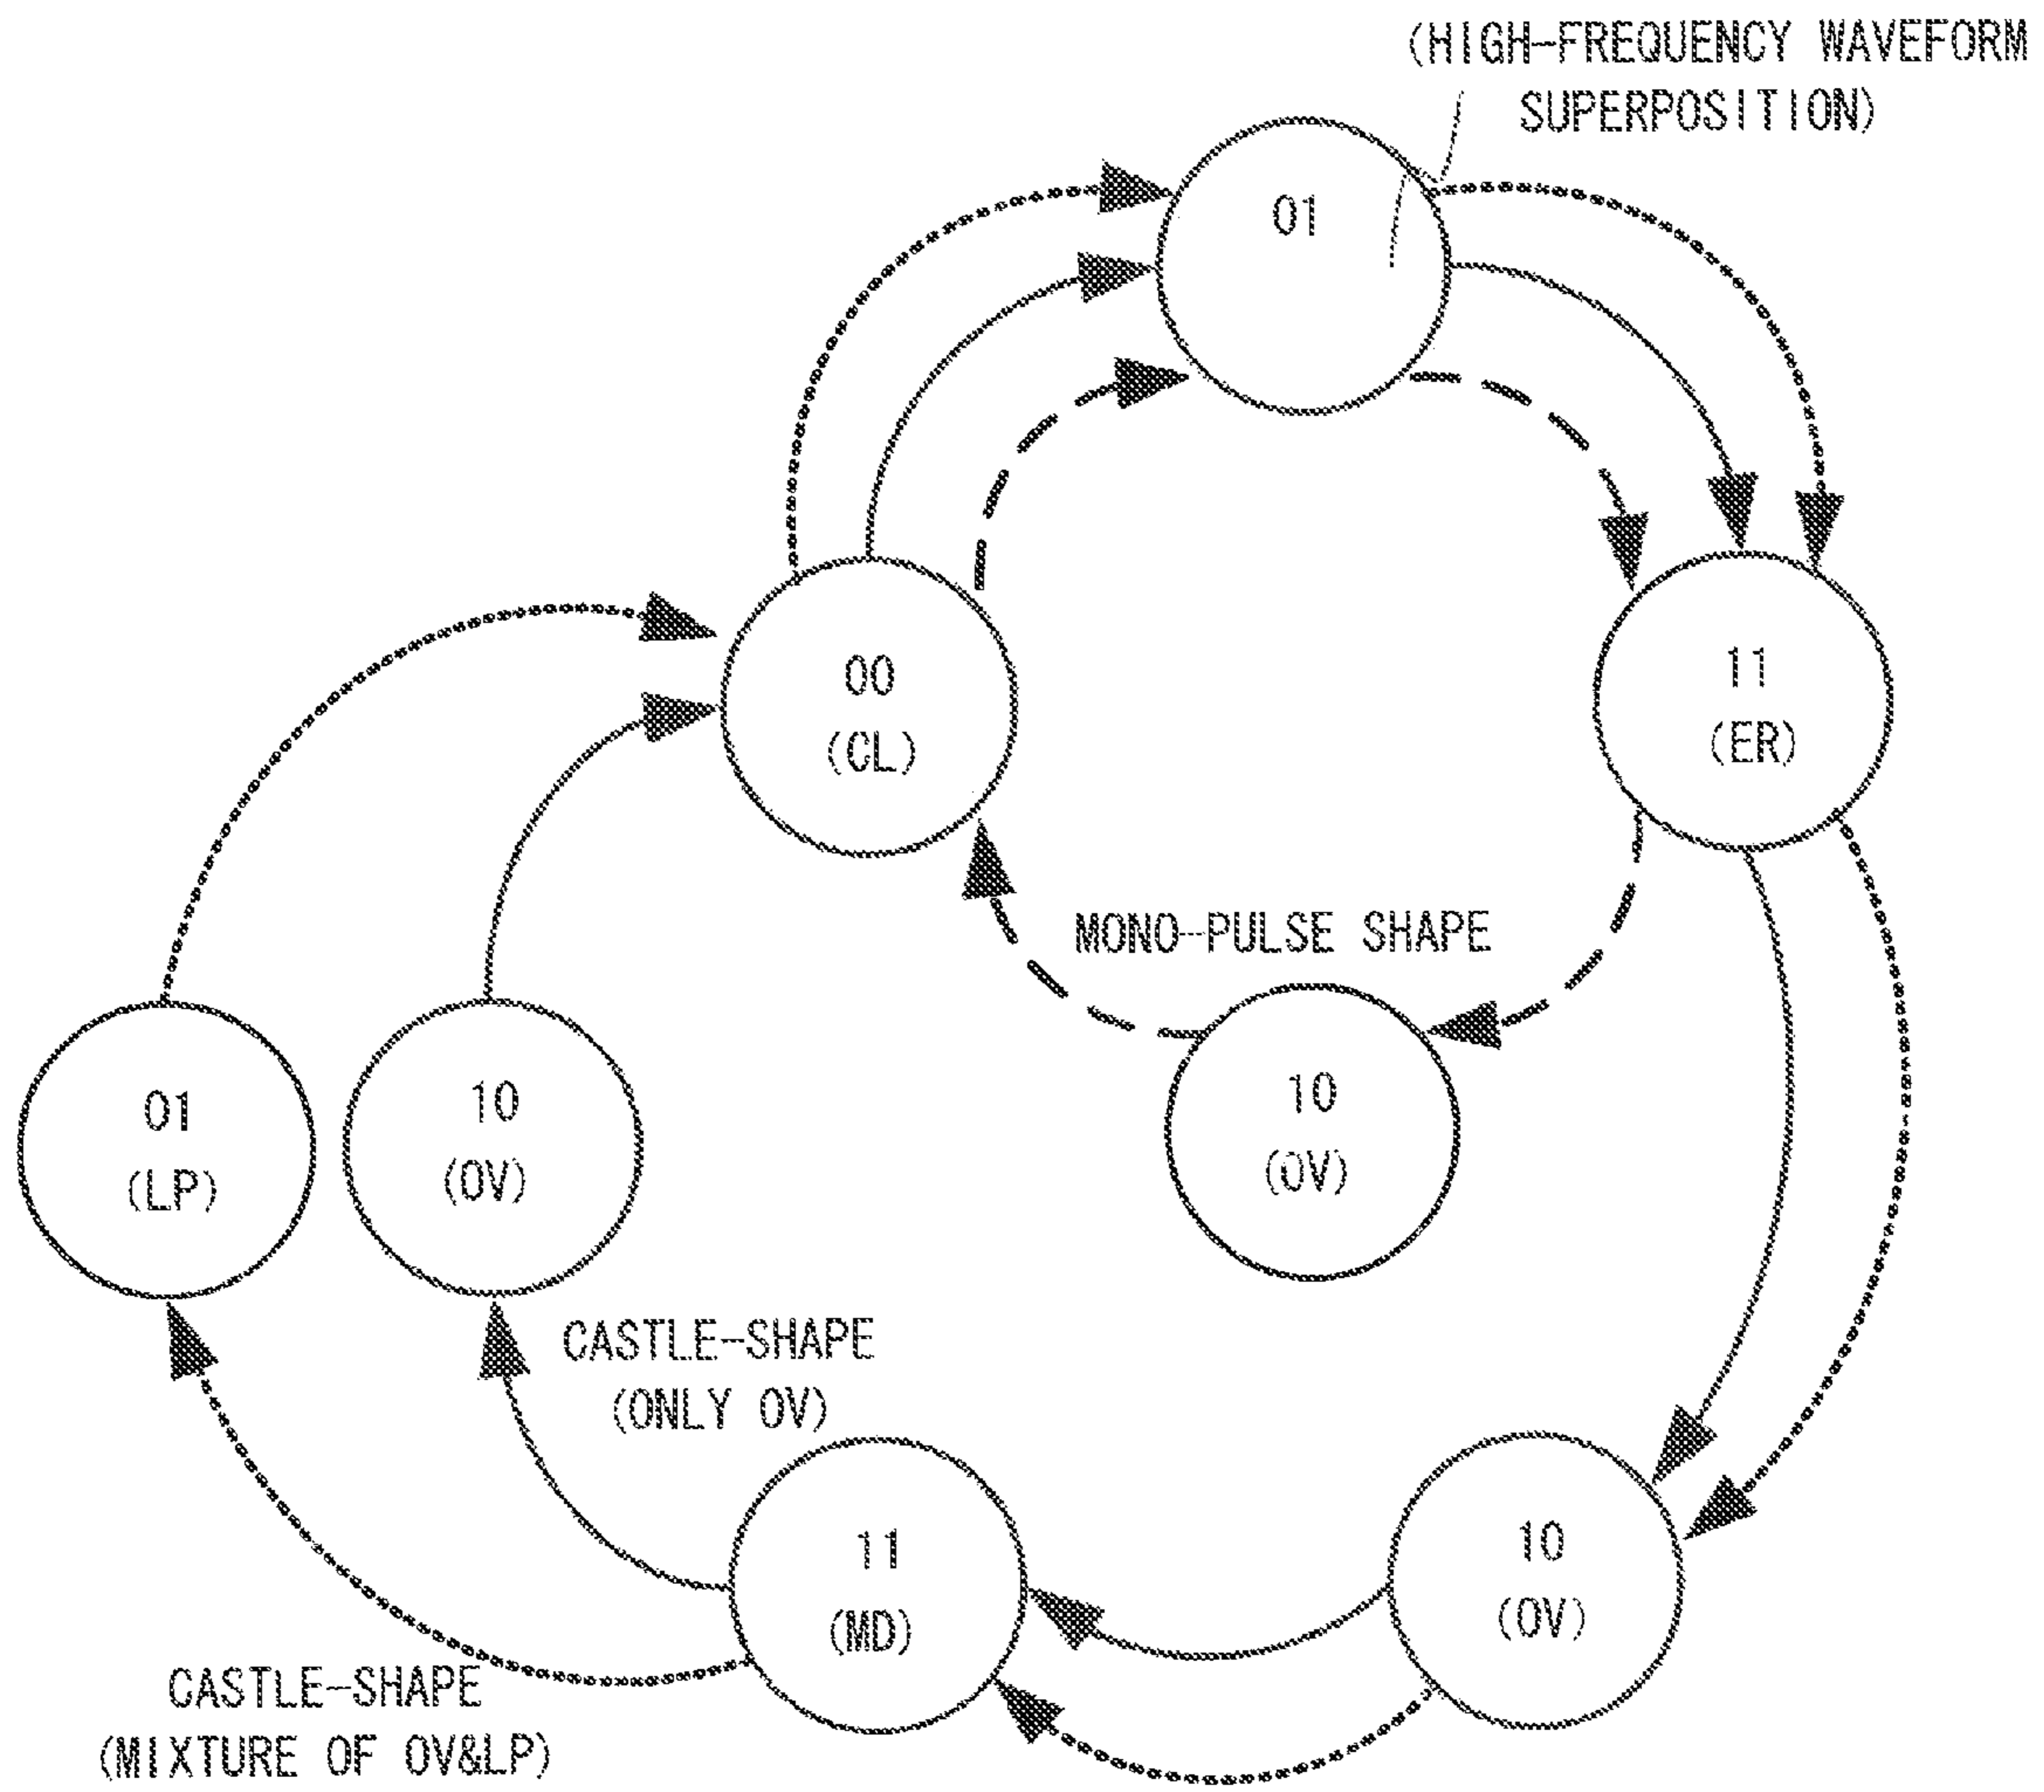 (HIGH-FREQUENCY WAVEFORM
SUPERPOSITION)
01
00
(CL)
11
(ER)
MONO-PULSE SHAPE
10
(OV)
01
(LP)
10
(OV)
CASTLE-SHAPE
(ONLY OV)
11
(MD)
10
(OV)
CASTLE-SHAPE
(MIXTURE OF OV&LP)